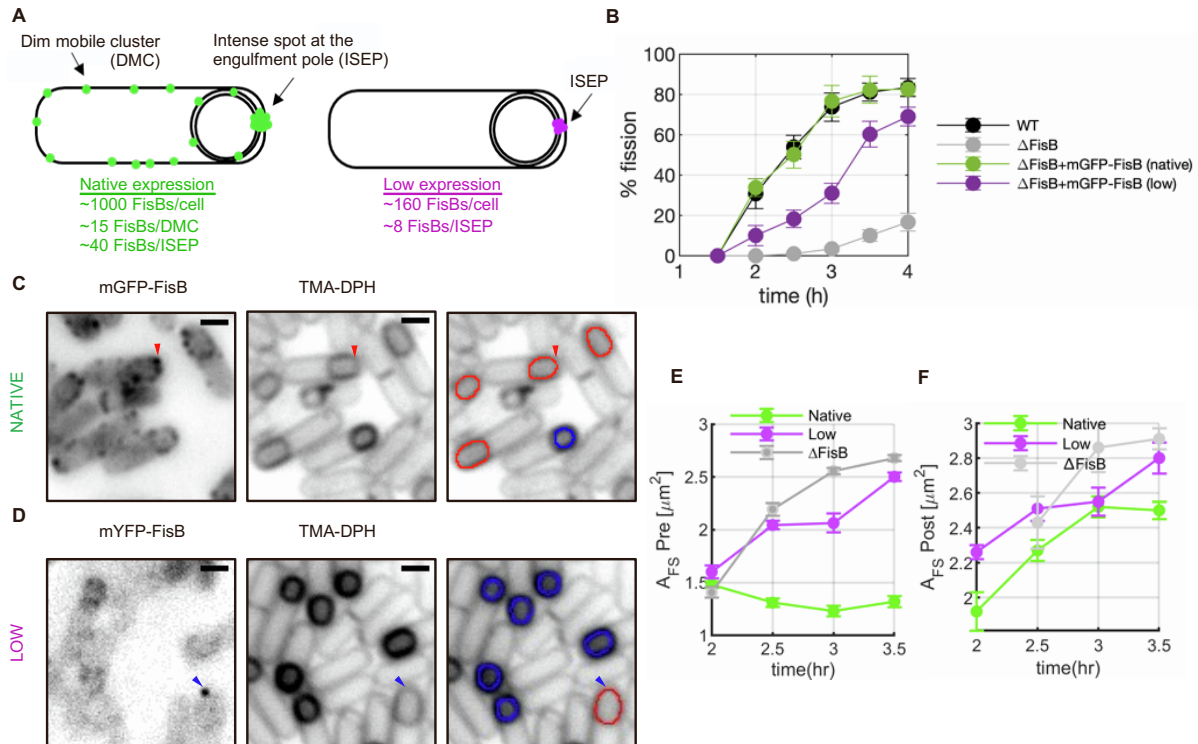 A
Dim mobile cluster
(DMC)
Intense spot at the
engulfment pole (ISEP)
ISEP
Native expression
~1000 FisBs/cell
~15 FisBs/DMC
~40 FisBs/ISEP
Low expression
~160 FisBs/cell
~8 FisBs/ISEP
B
100
80
60
40
20
0
% fission
1
2
3
4
time (h)
WT
ΔFisB
ΔFisB+mGFP-FisB (native)
ΔFisB+mGFP-FisB (low)
C
mGFP-FisB
TMA-DPH
NATIVE
D
mYFP-FisB
TMA-DPH
LOW
E
Native
Low
ΔFisB
3
2.5
2
1.5
1
A_FS Pre [μm²]
2
2.5
3
3.5
time(hr)
F
Native
Low
ΔFisB
3
2.8
2.6
2.4
2.2
2
A_FS Post [μm²]
2
2.5
3
3.5
time(hr)